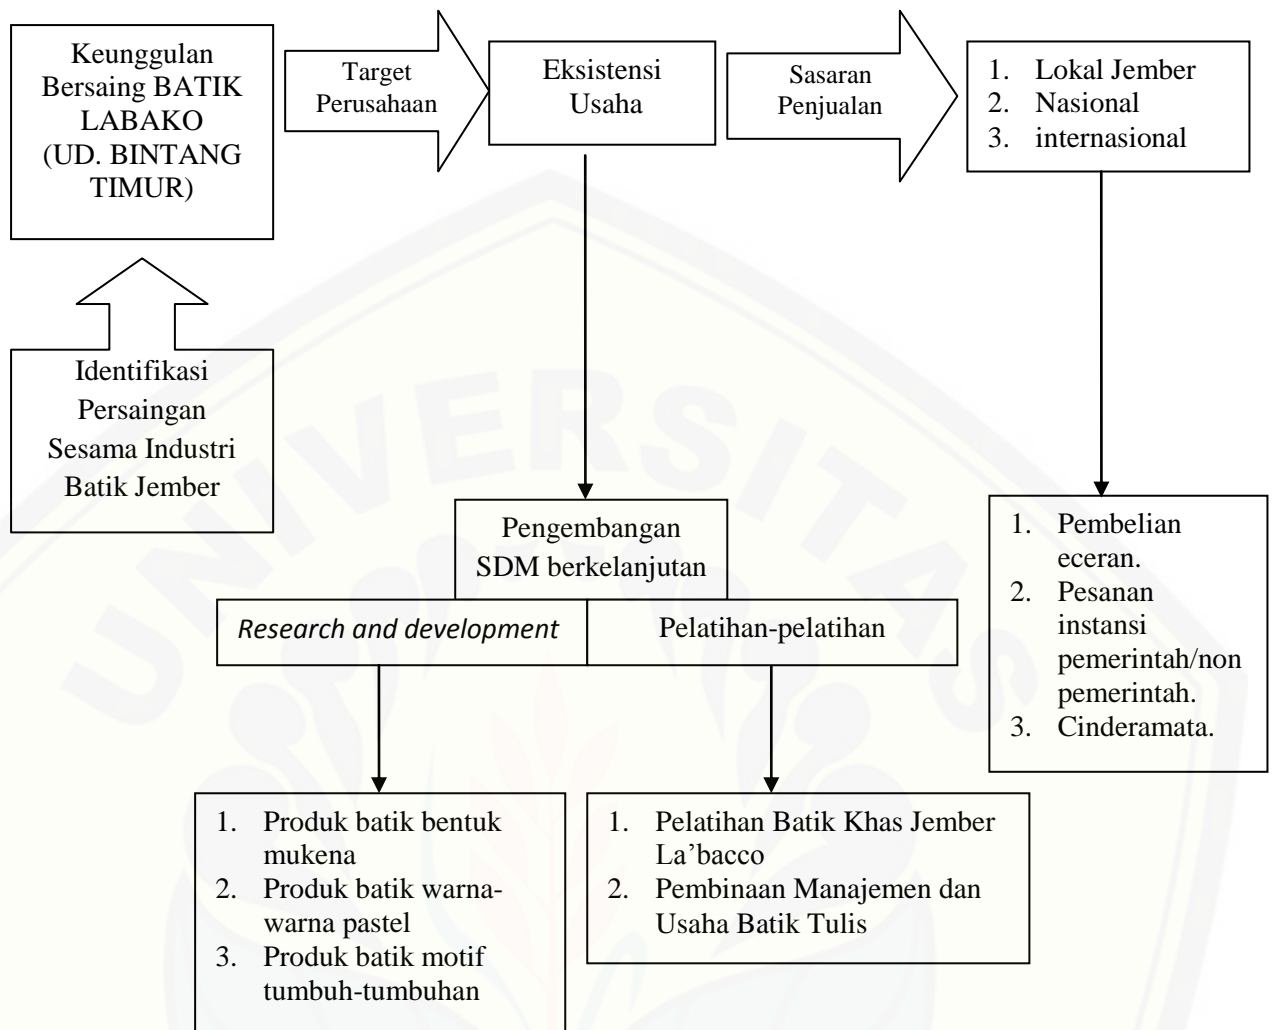 Keunggulan
Bersaing BATIK
LABAKO
(UD. BINTANG
TIMUR)
Target
Perusahaan
Eksistensi
Usaha
Sasaran
Penjualan
1. Lokal Jember
2. Nasional
3. internasional
Identifikasi
Persaingan
Sesama Industri
Batik Jember
Pengembangan
SDM berkelanjutan
Research and development
Pelatihan-pelatihan
1. Pembelian
eceran.
2. Pesanan
instansi
pemerintah/non
pemerintah.
3. Cinderamata.
1. Produk batik bentuk
mukena
2. Produk batik warna-
warna pastel
3. Produk batik motif
tumbuh-tumbuhan
1. Pelatihan Batik Khas Jember
La’bacco
2. Pembinaan Manajemen dan
Usaha Batik Tulis
UNIVERSITAS